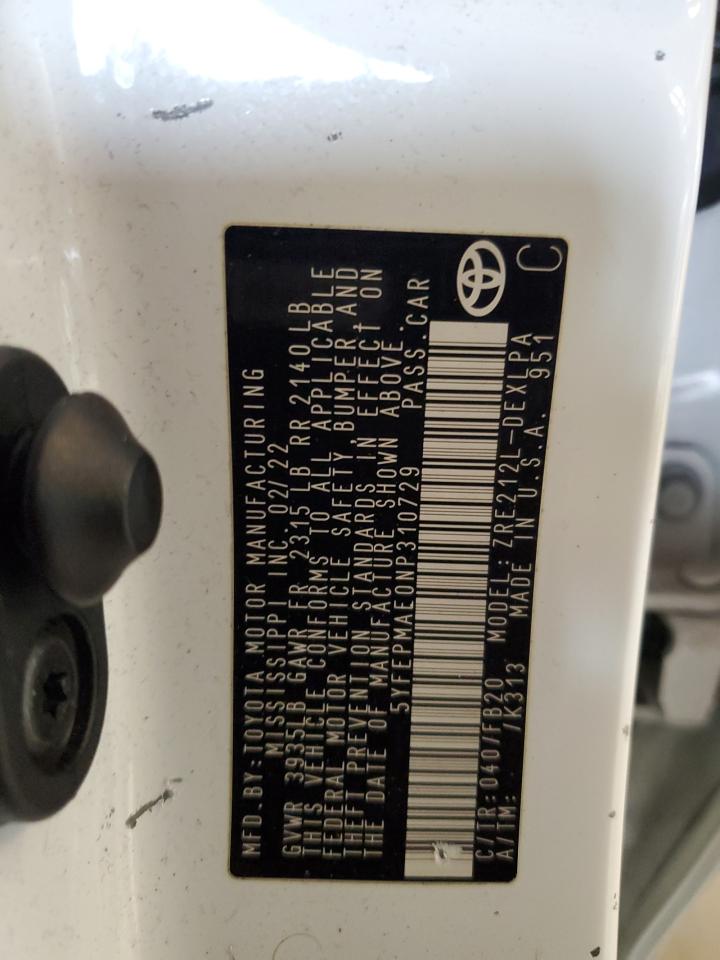 MFD.BY:TOYOTA MOTOR MANUFACTURING
MISSISSIPPI INC. 02/22
GVWR 3935LB GAWR FR 2315 LB RR 2140LB
THIS VEHICLE CONFORMS TO ALL APPLICABLE
FEDERAL MOTOR VEHICLE SAFETY, BUMPER, AND
THEFT PREVENTION STANDARDS IN EFFECT ON
THE DATE OF MANUFACTURE SHOWN ABOVE.
5YFEPMAE0NP310729 PASS.CAR
C/TR:040/FB20 MODEL:ZRE212L-DEXLPA
A/TM: /K313 MADE IN U.S.A. 951 C